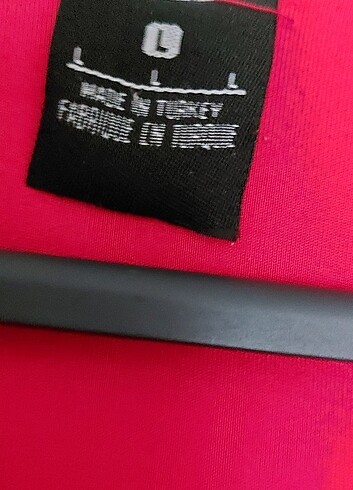 L
L L L
MADE IN TURKEY
FABRIQUE EN TURQUIE